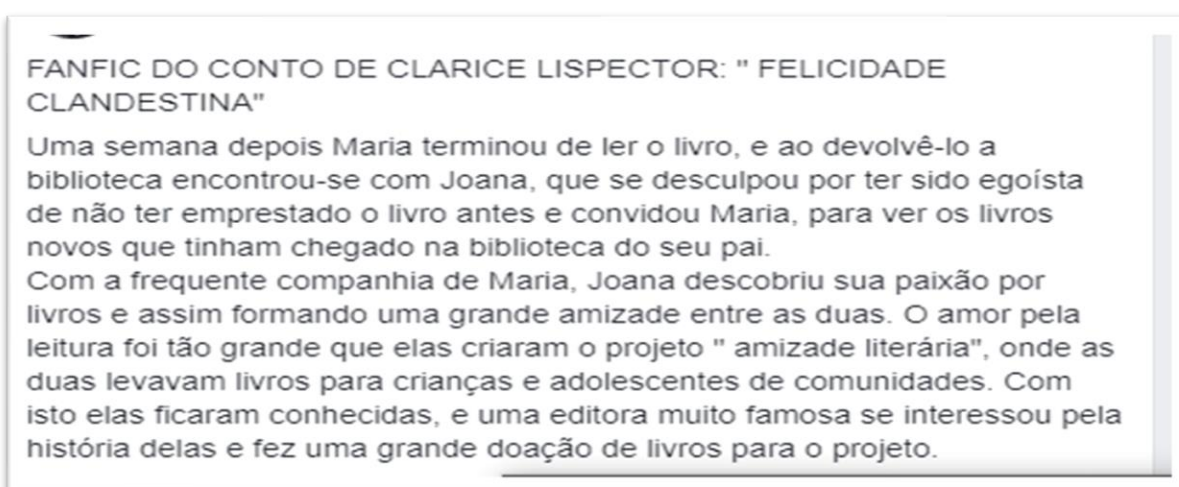 FANFIC DO CONTO DE CLARICE LISPECTOR: " FELICIDADE
CLANDESTINA"
Uma semana depois Maria terminou de ler o livro, e ao devolvê-lo a
biblioteca encontrou-se com Joana, que se desculpou por ter sido egoísta
de não ter emprestado o livro antes e convidou Maria, para ver os livros
novos que tinham chegado na biblioteca do seu pai.
Com a frequente companhia de Maria, Joana descobriu sua paixão por
livros e assim formando uma grande amizade entre as duas. O amor pela
leitura foi tão grande que elas criaram o projeto " amizade literária", onde as
duas levavam livros para crianças e adolescentes de comunidades. Com
isto elas ficaram conhecidas, e uma editora muito famosa se interessou pela
história delas e fez uma grande doação de livros para o projeto.